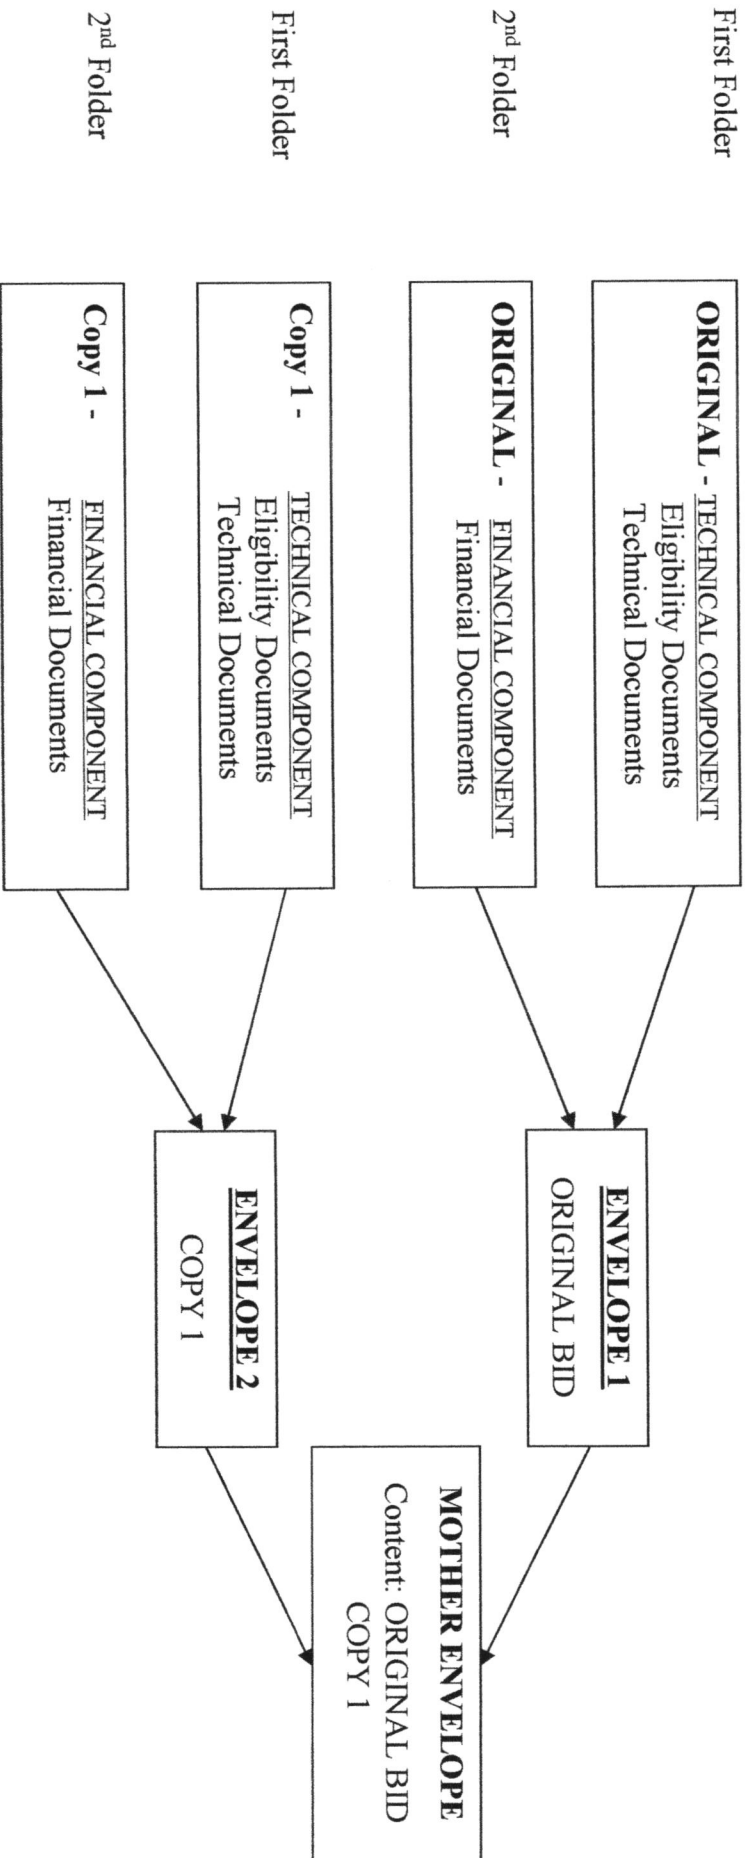 First Folder
ORIGINAL - TECHNICAL COMPONENT
Eligibility Documents
Technical Documents
2nd Folder
ORIGINAL - FINANCIAL COMPONENT
Financial Documents
First Folder
Copy 1 - TECHNICAL COMPONENT
Eligibility Documents
Technical Documents
2nd Folder
Copy 1 - FINANCIAL COMPONENT
Financial Documents
ENVELOPE 1
ORIGINAL BID
ENVELOPE 2
COPY 1
MOTHER ENVELOPE
Content: ORIGINAL BID
COPY 1